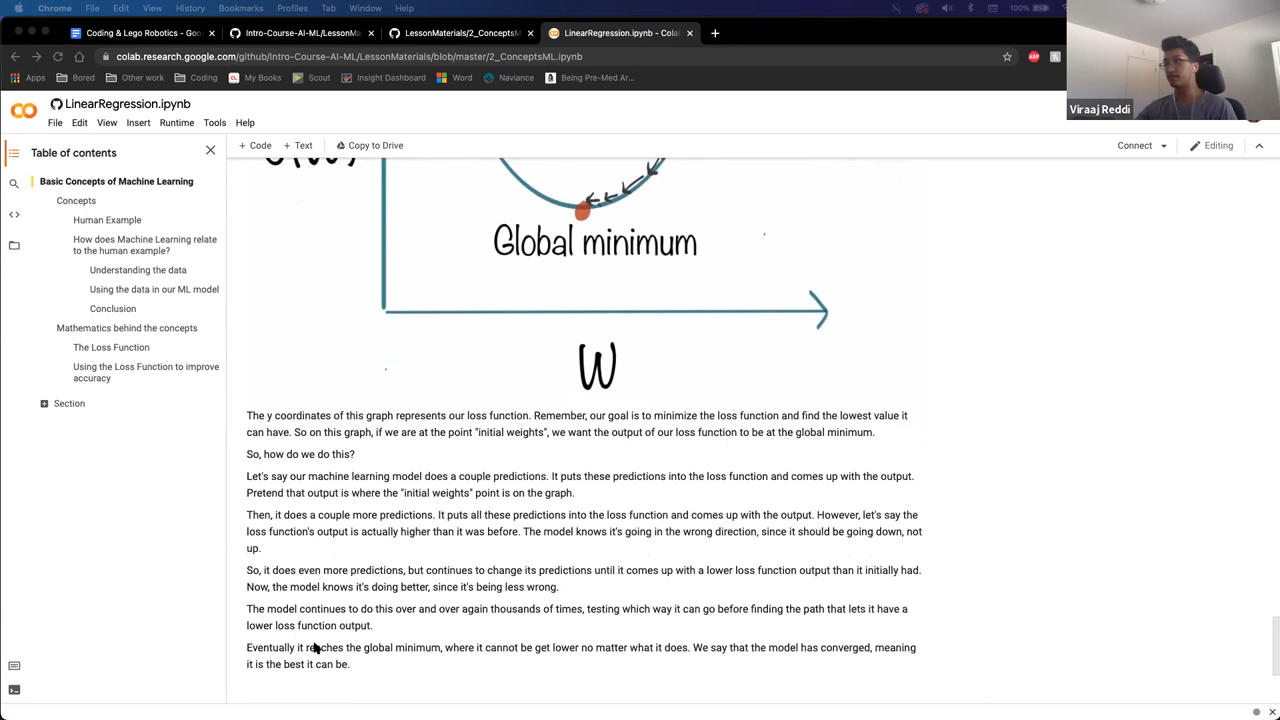 Chrome File Edit View History Bookmarks Profiles Tab Window Help 100%
Coding & Lego Robotics - Goo
Intro-Course-AI-ML/LessonMa
LessonMaterials/2_ConceptsM
LinearRegression.ipynb - Colab
colab.research.google.com/github/Intro-Course-AI-ML/LessonMaterials/blob/master/2_ConceptsML.ipynb
Apps Bored Other work Coding My Books Scout Insight Dashboard Word Naviance Being Pre-Med Ar...
Viraaj Reddi
LinearRegression.ipynb
File Edit View Insert Runtime Tools Help
+ Code + Text Copy to Drive
Connect
Editing
Table of contents
Basic Concepts of Machine Learning
Concepts
Human Example
How does Machine Learning relate
to the human example?
Understanding the data
Using the data in our ML model
Conclusion
Mathematics behind the concepts
The Loss Function
Using the Loss Function to improve
accuracy
Section
Global minimum
W
The y coordinates of this graph represents our loss function. Remember, our goal is to minimize the loss function and find the lowest value it
can have. So on this graph, if we are at the point "initial weights", we want the output of our loss function to be at the global minimum.
So, how do we do this?
Let's say our machine learning model does a couple predictions. It puts these predictions into the loss function and comes up with the output.
Pretend that output is where the "initial weights" point is on the graph.
Then, it does a couple more predictions. It puts all these predictions into the loss function and comes up with the output. However, let's say the
loss function's output is actually higher than it was before. The model knows it's going in the wrong direction, since it should be going down, not
up.
So, it does even more predictions, but continues to change its predictions until it comes up with a lower loss function output than it initially had.
Now, the model knows it's doing better, since it's being less wrong.
The model continues to do this over and over again thousands of times, testing which way it can go before finding the path that lets it have a
lower loss function output.
Eventually it reaches the global minimum, where it cannot be get lower no matter what it does. We say that the model has converged, meaning
it is the best it can be.